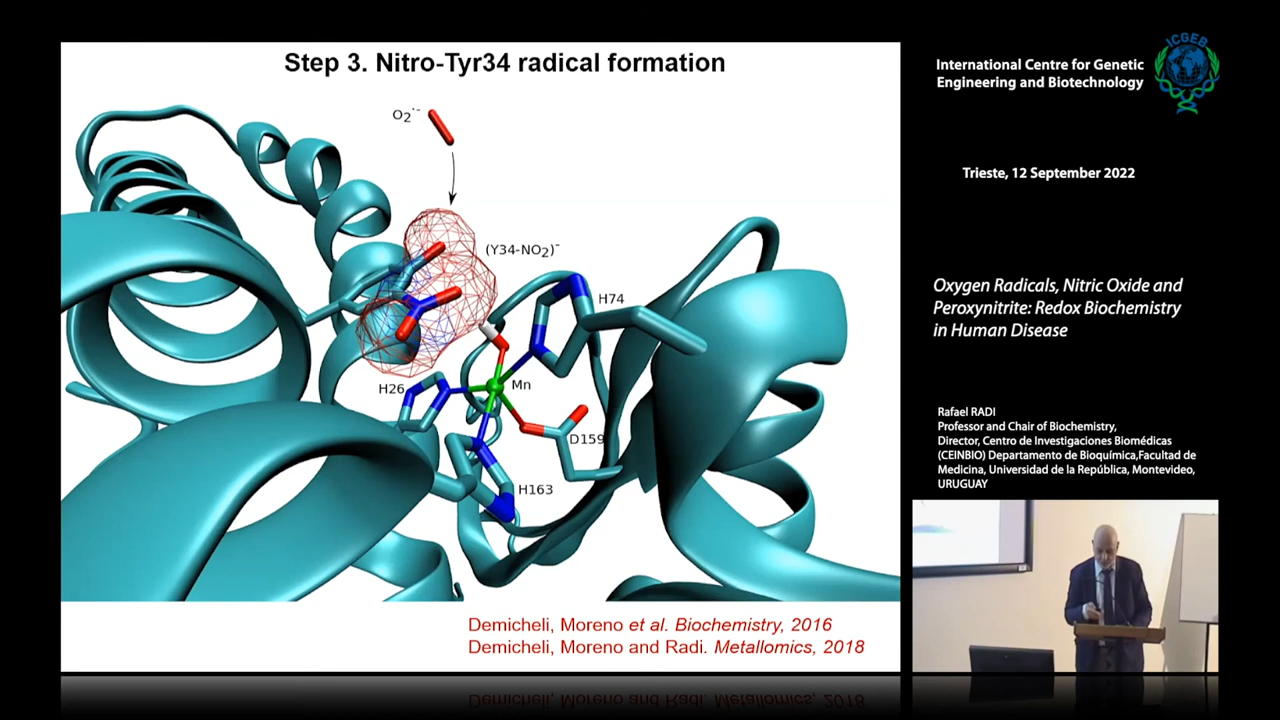 Step 3. Nitro-Tyr34 radical formation
O₂˙⁻
(Y34-NO₂)⁻
H74
H26
Mn
D159
H163
Demicheli, Moreno et al. Biochemistry, 2016
Demicheli, Moreno and Radi. Metallomics, 2018
ICGEB
International Centre for Genetic
Engineering and Biotechnology
Trieste, 12 September 2022
Oxygen Radicals, Nitric Oxide and
Peroxynitrite: Redox Biochemistry
in Human Disease
Rafael RADI
Professor and Chair of Biochemistry,
Director, Centro de Investigaciones Biomédicas
(CEINBIO) Departamento de Bioquímica,Facultad de
Medicina, Universidad de la República, Montevideo,
URUGUAY